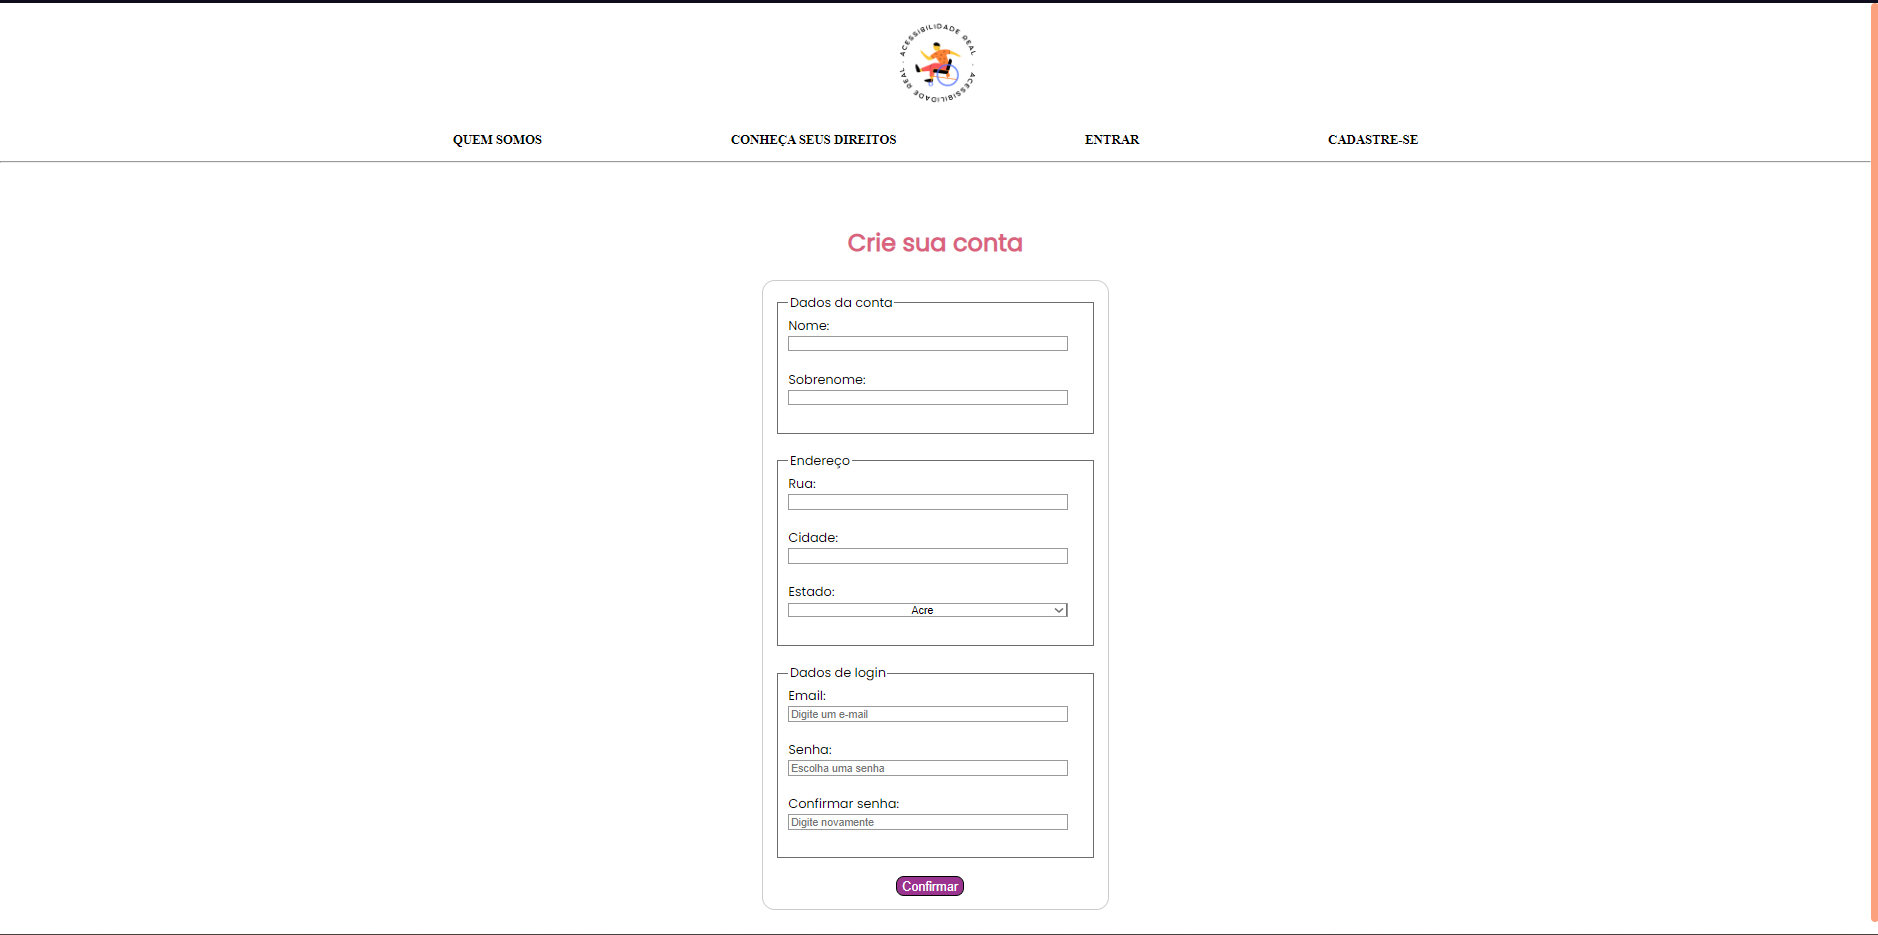 ACESSIBILIDADE REAL · ACESSIBILIDADE REAL ·
QUEM SOMOS
CONHEÇA SEUS DIREITOS
ENTRAR
CADASTRE-SE
Crie sua conta
Dados da conta
Nome:
Sobrenome:
Endereço
Rua:
Cidade:
Estado:
Acre
Dados de login
Email:
Digite um e-mail
Senha:
Escolha uma senha
Confirmar senha:
Digite novamente
Confirmar